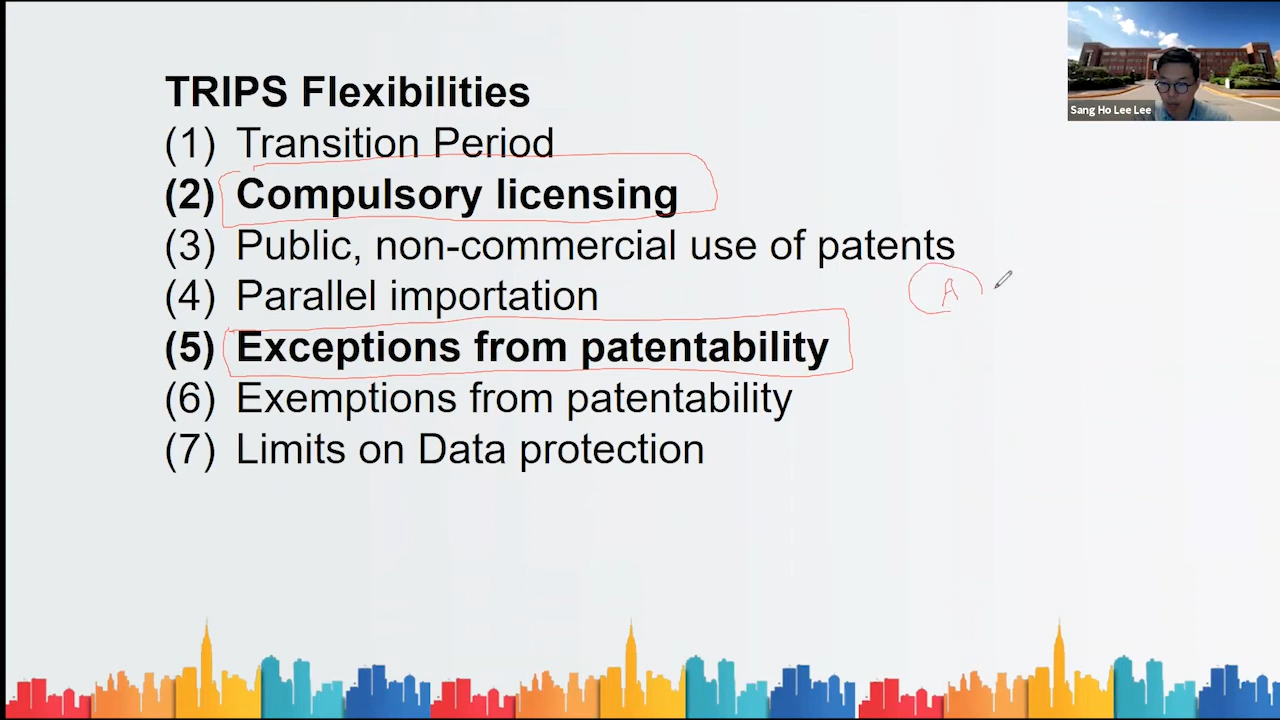 TRIPS Flexibilities
(1) Transition Period
(2) Compulsory licensing
(3) Public, non-commercial use of patents
(4) Parallel importation
A
(5) Exceptions from patentability
(6) Exemptions from patentability
(7) Limits on Data protection
Sang Ho Lee Lee